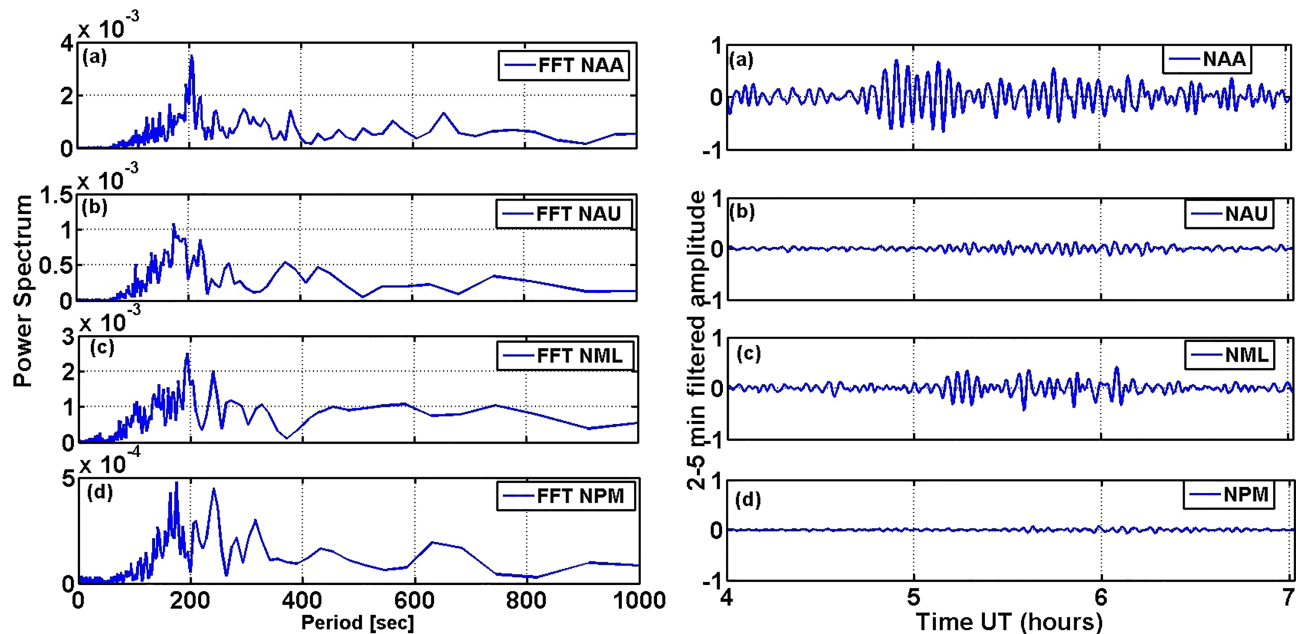 x 10-3
4
(a)
FFT NAA
2
0
x 10-3
1.5
(b)
FFT NAU
1
0.5
0
x 10-3
3
(c)
FFT NML
2
1
0
x 10-4
5
(d)
FFT NPM
0
0 200 400 600 800 1000
Period [sec]
Power Spectrum
1
(a)
NAA
0
-1
1
(b)
NAU
0
-1
1
(c)
NML
0
-1
1
(d)
NPM
0
-1
4 5 6 7
Time UT (hours)
2-5 min filtered amplitude